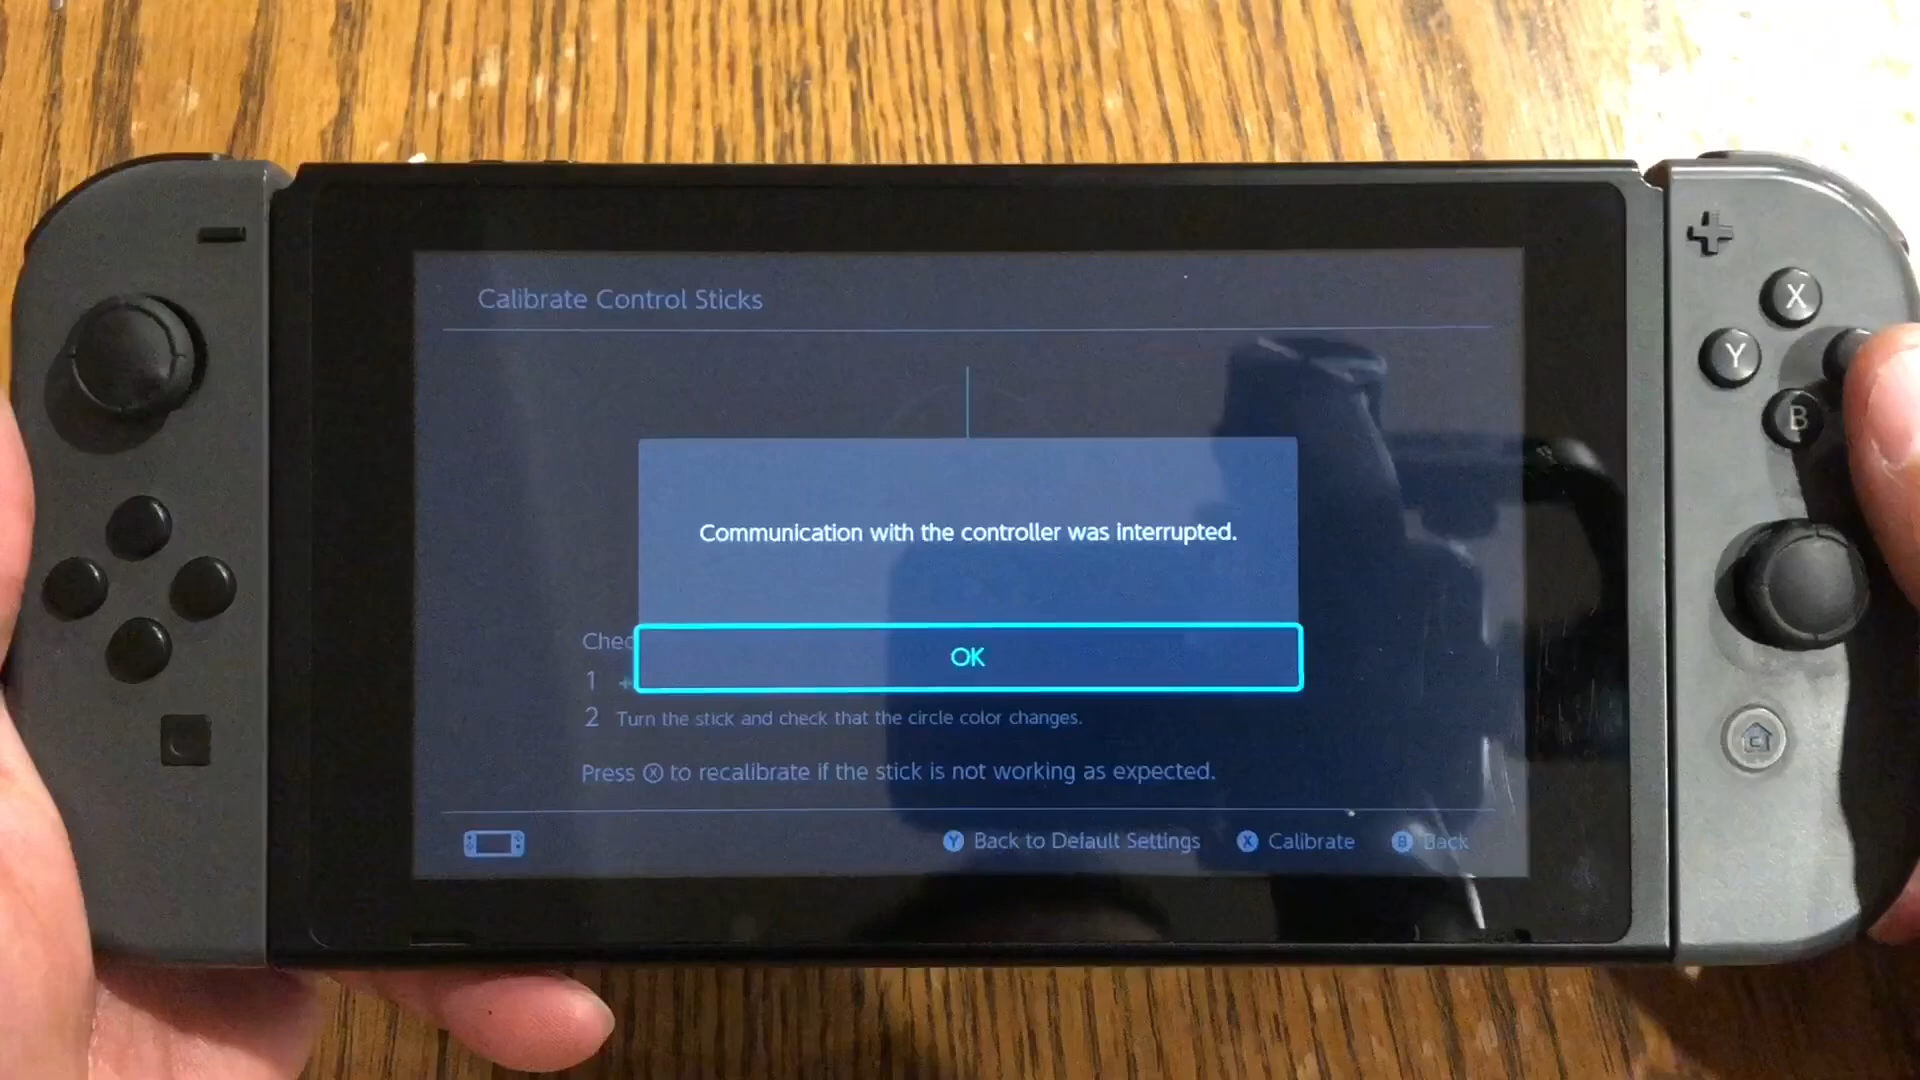 Calibrate Control Sticks
Communication with the controller was interrupted.
OK
Chec
1 +
2 Turn the stick and check that the circle color changes.
Press X to recalibrate if the stick is not working as expected.
Y Back to Default Settings X Calibrate B Back
X
Y
B